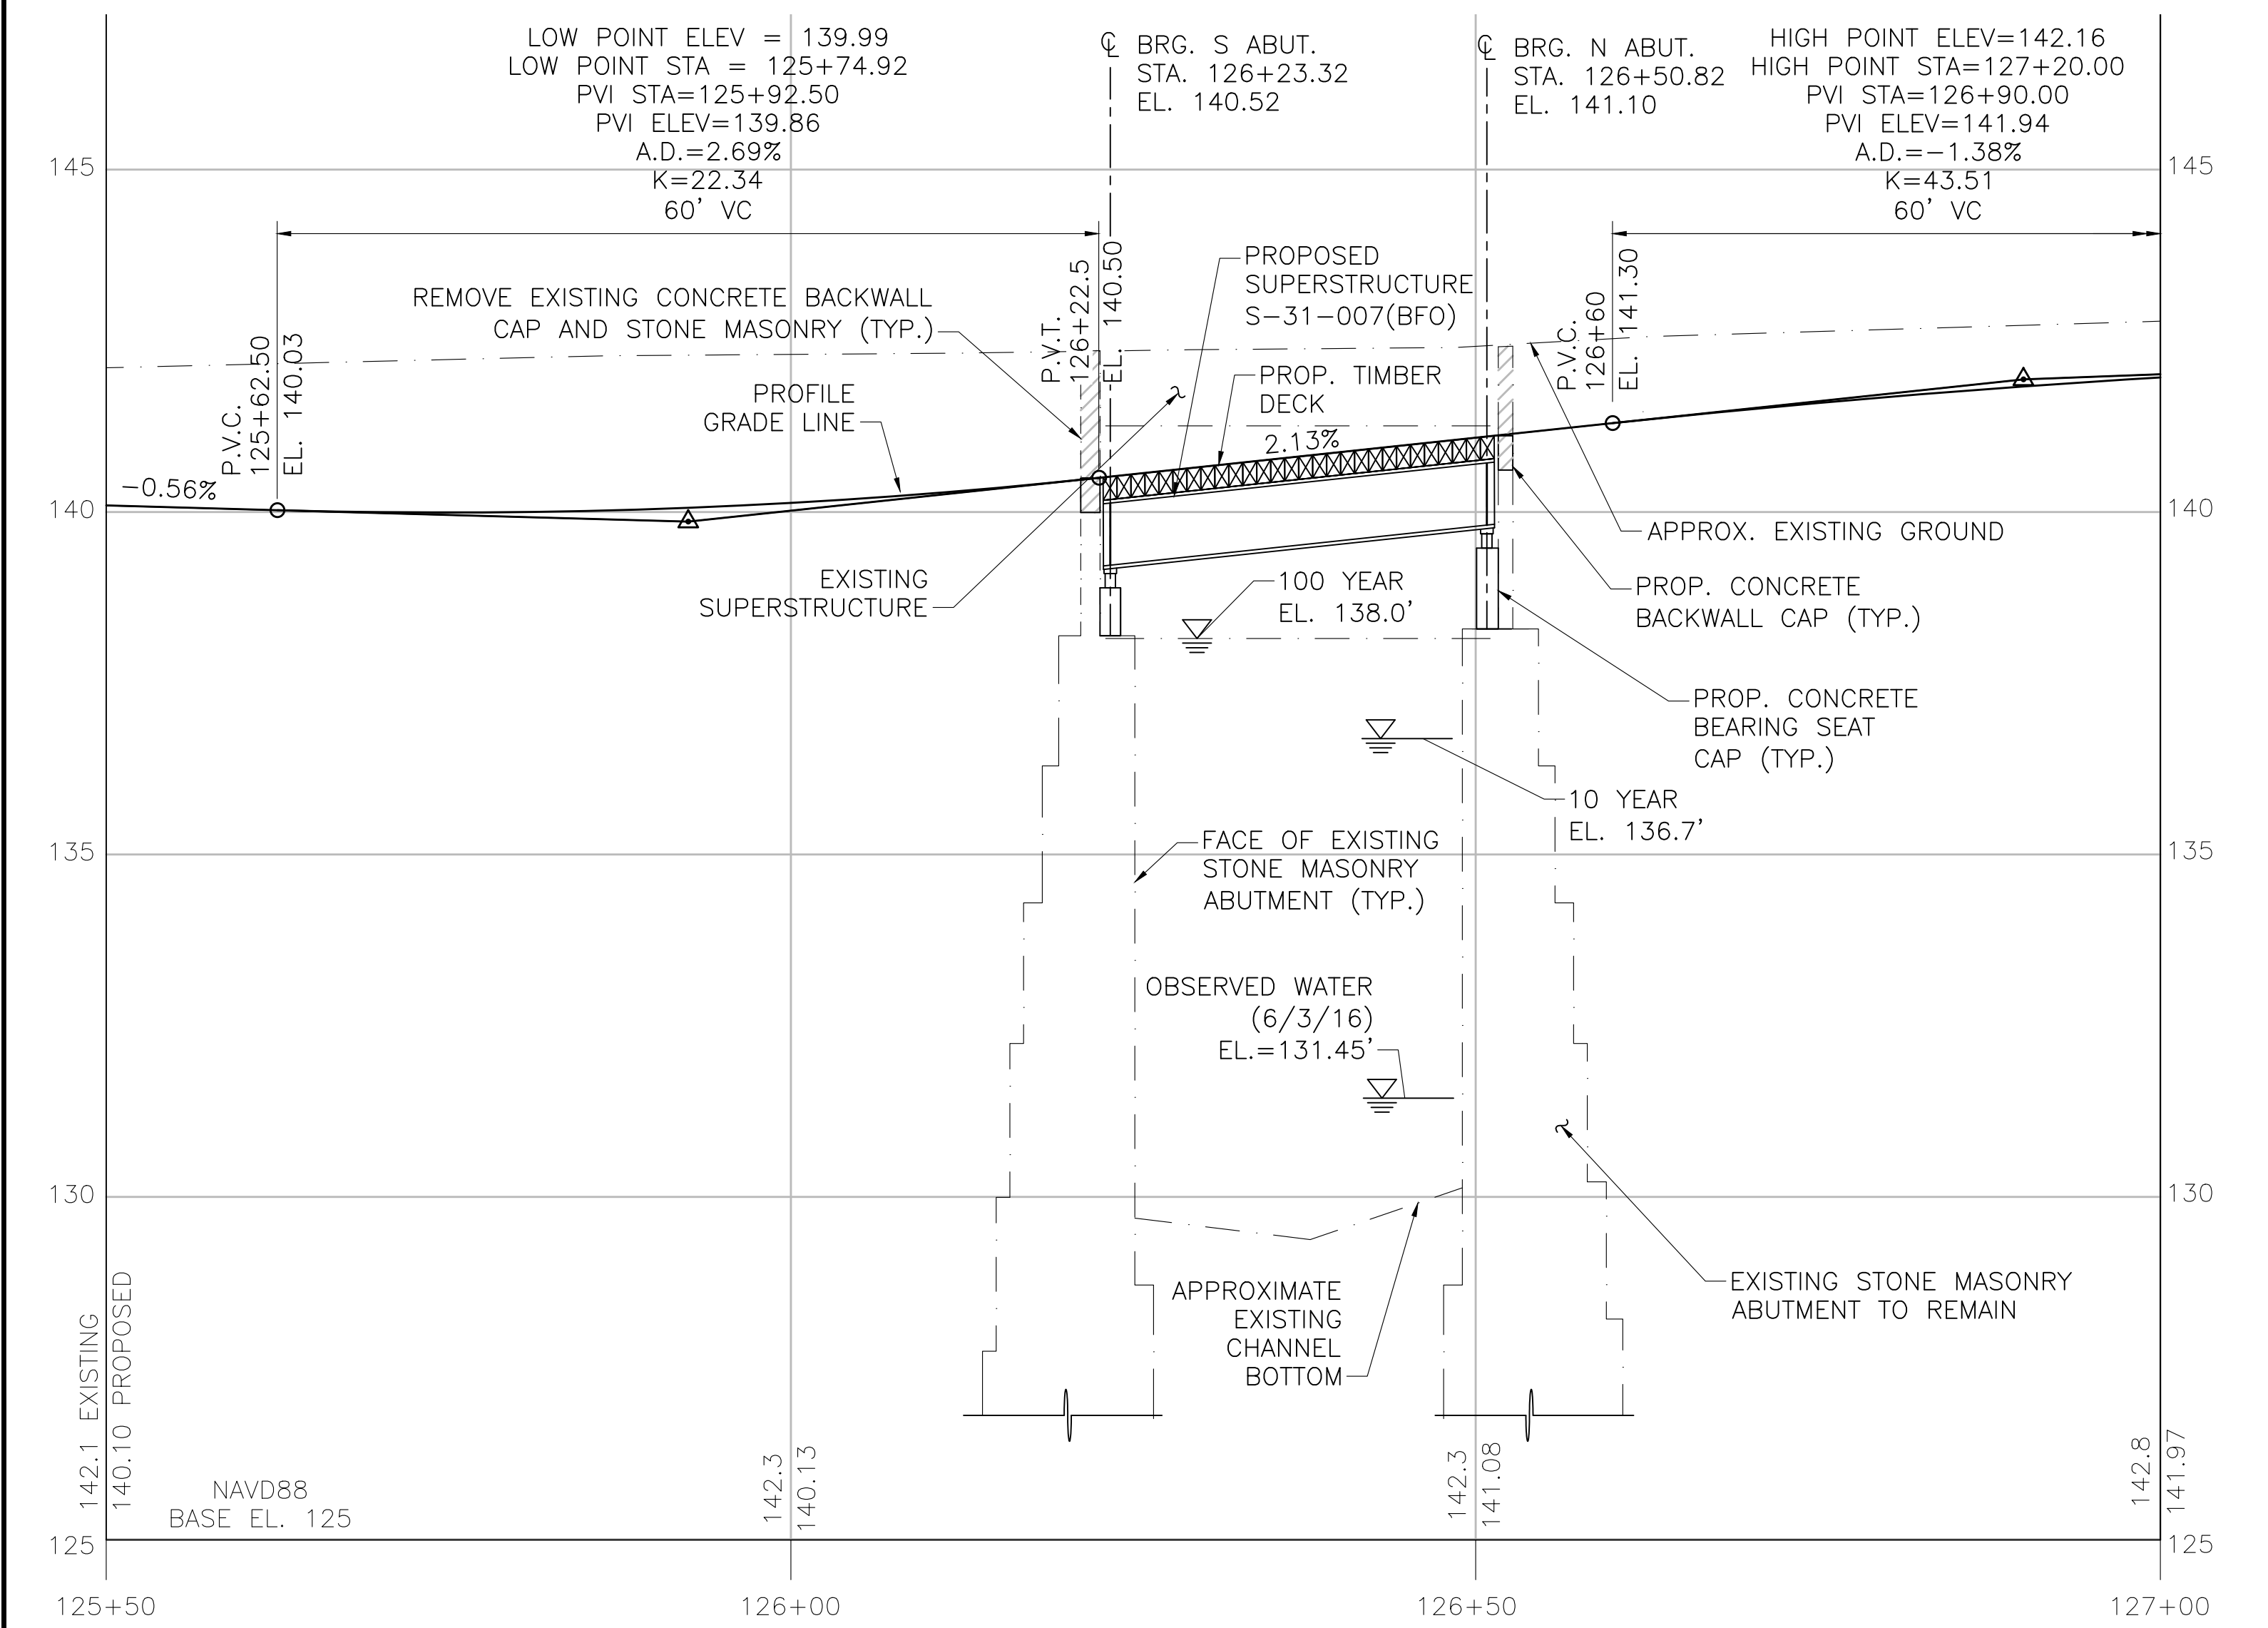 LOW POINT ELEV = 139.99
LOW POINT STA = 125+74.92
PVI STA=125+92.50
PVI ELEV=139.86
A.D.=2.69%
K=22.34
60' VC
℄ BRG. S ABUT.
STA. 126+23.32
EL. 140.52
℄ BRG. N ABUT.
STA. 126+50.82
EL. 141.10
HIGH POINT ELEV=142.16
HIGH POINT STA=127+20.00
PVI STA=126+90.00
PVI ELEV=141.94
A.D.=-1.38%
K=43.51
60' VC
145
145
P.V.C.
125+62.50
EL. 140.03
REMOVE EXISTING CONCRETE BACKWALL
CAP AND STONE MASONRY (TYP.)
P.V.T.
126+22.5
EL. 140.50
PROPOSED
SUPERSTRUCTURE
S-31-007(BFO)
P.V.C.
126+60
EL. 141.30
PROFILE
GRADE LINE
PROP. TIMBER
DECK
2.13%
-0.56%
140
140
APPROX. EXISTING GROUND
EXISTING
SUPERSTRUCTURE
100 YEAR
EL. 138.0'
PROP. CONCRETE
BACKWALL CAP (TYP.)
PROP. CONCRETE
BEARING SEAT
CAP (TYP.)
10 YEAR
EL. 136.7'
135
135
FACE OF EXISTING
STONE MASONRY
ABUTMENT (TYP.)
OBSERVED WATER
(6/3/16)
EL.=131.45'
130
130
APPROXIMATE
EXISTING
CHANNEL
BOTTOM
EXISTING STONE MASONRY
ABUTMENT TO REMAIN
142.1 EXISTING
140.10 PROPOSED
NAVD88
BASE EL. 125
142.3
140.13
142.3
141.08
142.8
141.97
125
125
125+50
126+00
126+50
127+00